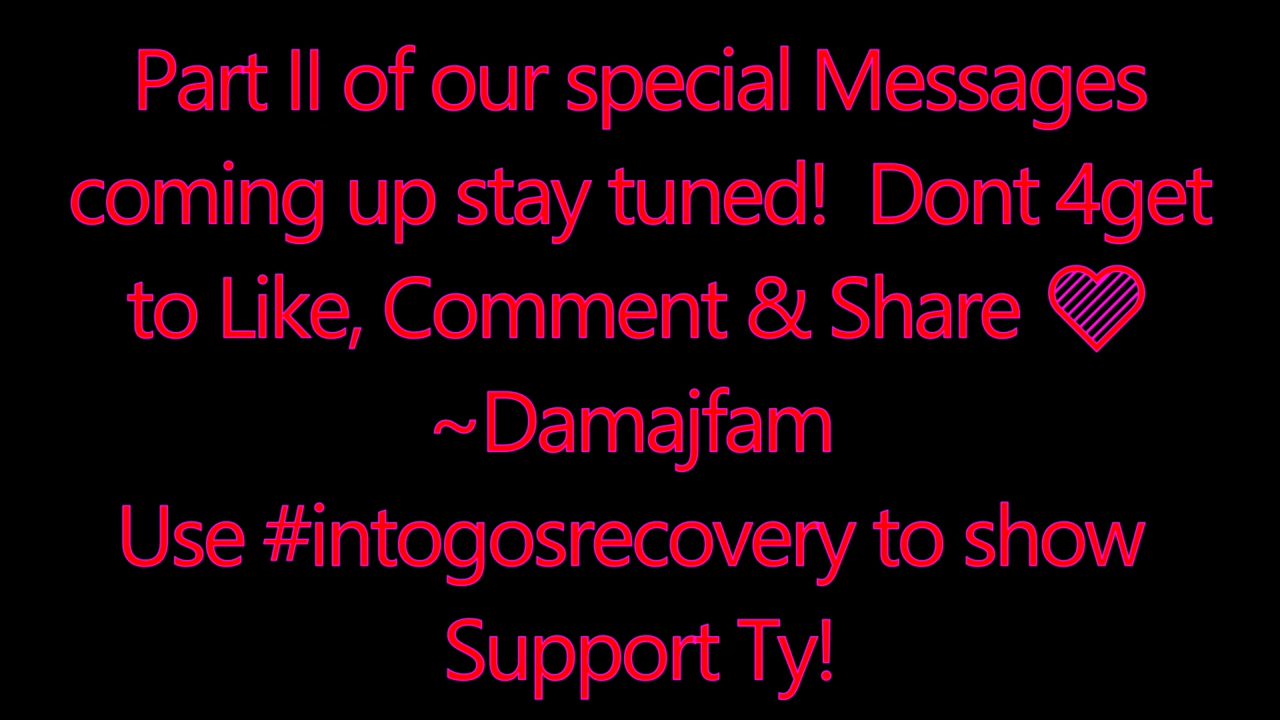 Part II of our special Messages
coming up stay tuned!  Dont 4get
to Like, Comment & Share
~Damajfam
Use #intogosrecovery to show
Support Ty!